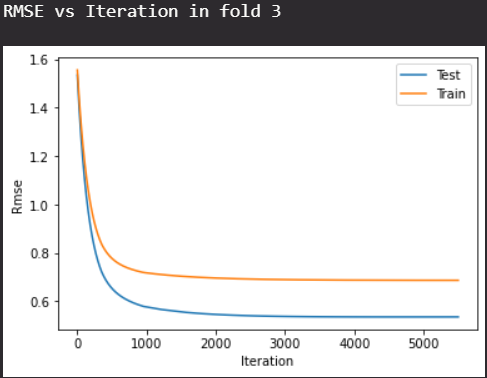 RMSE vs Iteration in fold 3
1.6
1.4
1.2
1.0
0.8
0.6
Rmse
Test
Train
0 1000 2000 3000 4000 5000
Iteration